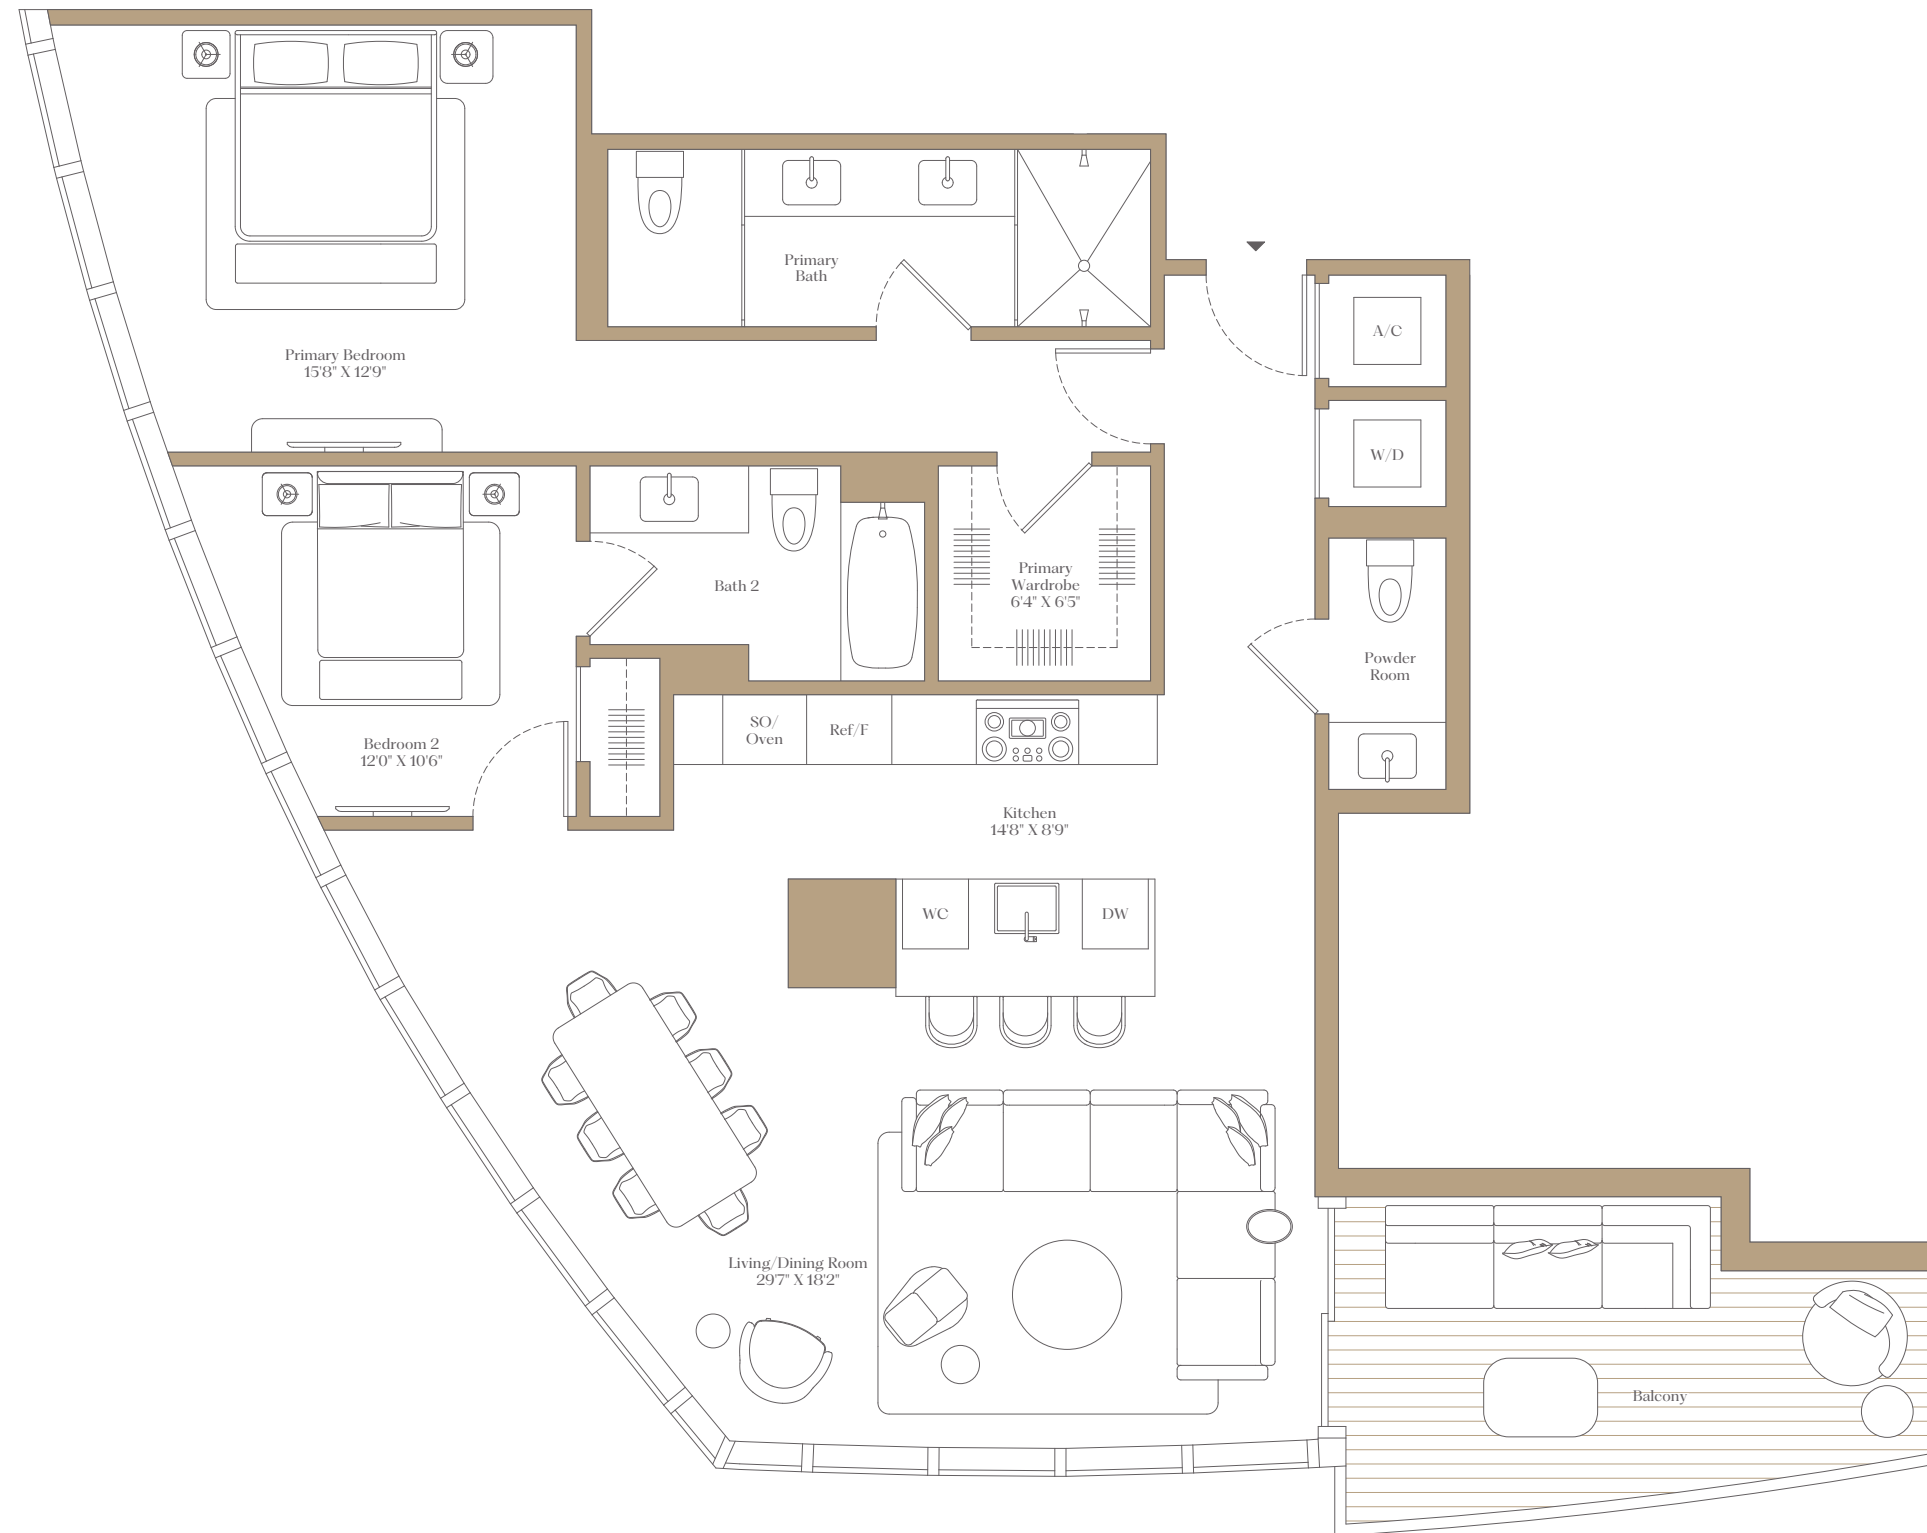 Primary
Bath
A/C
Primary Bedroom
15'8" X 12'9"
W/D
Bath 2
Primary
Wardrobe
6'4" X 6'5"
Powder
Room
SO/
Oven
Ref/F
Bedroom 2
12'0" X 10'6"
Kitchen
14'8" X 8'9"
WC
DW
Living/Dining Room
29'7" X 18'2"
Balcony